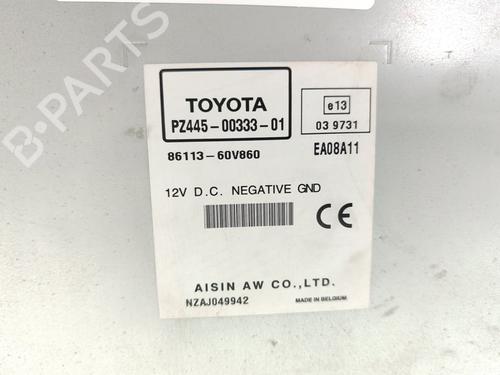 B-PARTS
TOYOTA
PZ445-00333-01
e13
03 9731
86113-60V860
EA08A11
12V D.C. NEGATIVE GND
CE
AISIN AW CO.,LTD.
NZAJ049942
MADE IN BELGIUM